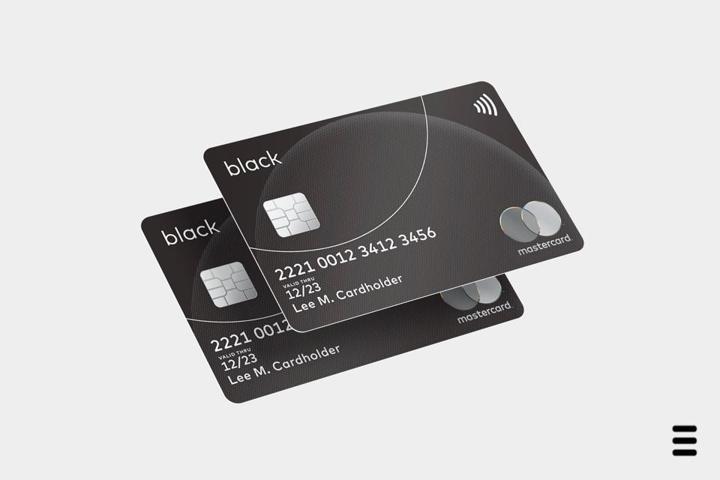 black
2221 0012 3412 3456
VALID THRU
12/23
Lee M. Cardholder
mastercard
black
2221 0012
VALID THRU
12/23
Lee M. Cardholder
mastercard